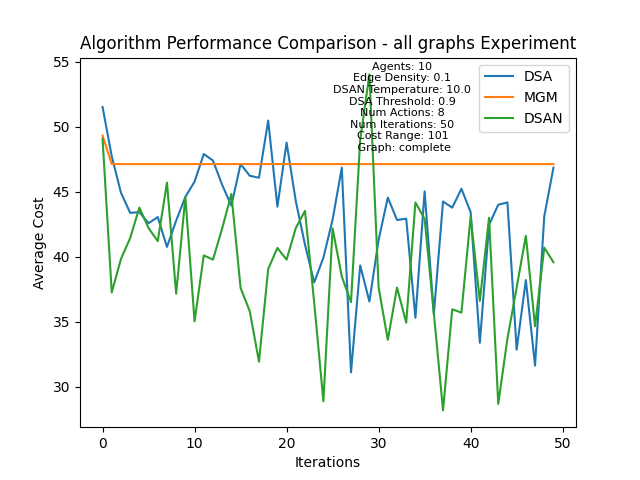 Algorithm Performance Comparison - all graphs Experiment
Agents: 10
Edge Density: 0.1
DSAN Temperature: 10.0
DSA Threshold: 0.9
Num Actions: 8
Num Iterations: 50
Cost Range: 101
Graph: complete
DSA
MGM
DSAN
55
50
45
40
35
30
Average Cost
0 10 20 30 40 50
Iterations